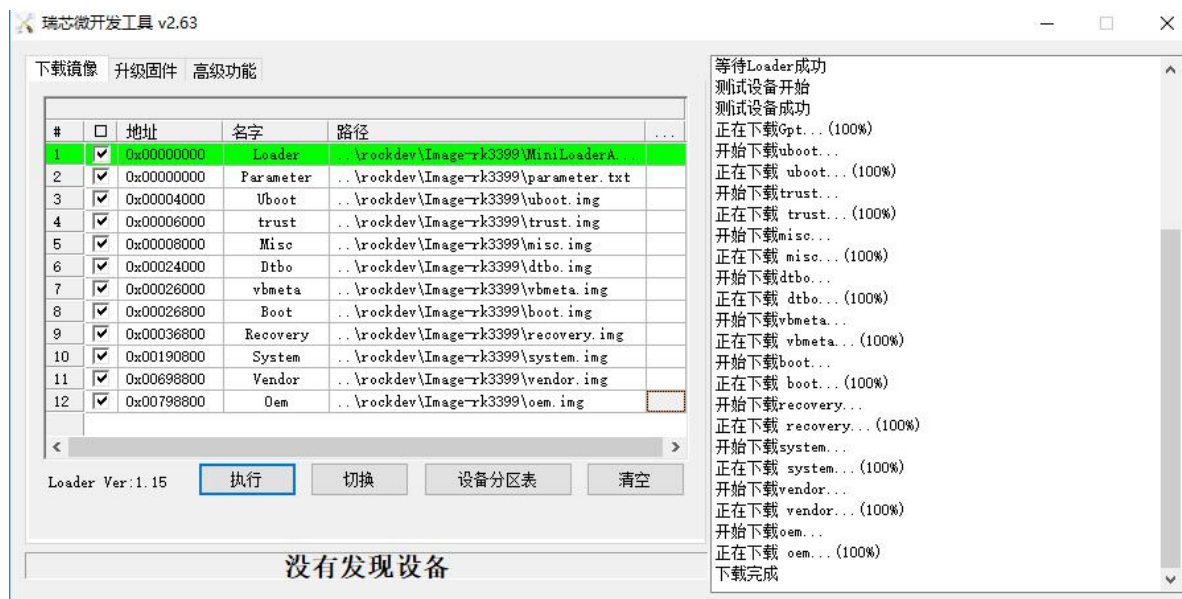 瑞芯微开发工具 v2.63
下载镜像 升级固件 高级功能
# 地址 名字 路径 ...
1 0x00000000 Loader ..\rockdev\Image-rk3399\MiniLoaderA...
2 0x00000000 Parameter ..\rockdev\Image-rk3399\parameter.txt
3 0x00004000 Uboot ..\rockdev\Image-rk3399\uboot.img
4 0x00006000 trust ..\rockdev\Image-rk3399\trust.img
5 0x00008000 Misc ..\rockdev\Image-rk3399\misc.img
6 0x00024000 Dtbo ..\rockdev\Image-rk3399\dtbo.img
7 0x00026000 vbmeta ..\rockdev\Image-rk3399\vbmeta.img
8 0x00026800 Boot ..\rockdev\Image-rk3399\boot.img
9 0x00036800 Recovery ..\rockdev\Image-rk3399\recovery.img
10 0x00190800 System ..\rockdev\Image-rk3399\system.img
11 0x00698800 Vendor ..\rockdev\Image-rk3399\vendor.img
12 0x00798800 Oem ..\rockdev\Image-rk3399\oem.img
Loader Ver:1.15 执行 切换 设备分区表 清空
没有发现设备
等待Loader成功
测试设备开始
测试设备成功
正在下载Gpt...(100%)
开始下载uboot...
正在下载 uboot...(100%)
开始下载trust...
正在下载 trust...(100%)
开始下载misc...
正在下载 misc...(100%)
开始下载dtbo...
正在下载 dtbo...(100%)
开始下载vbmeta...
正在下载 vbmeta...(100%)
开始下载boot...
正在下载 boot...(100%)
开始下载recovery...
正在下载 recovery...(100%)
开始下载system...
正在下载 system...(100%)
开始下载vendor...
正在下载 vendor...(100%)
开始下载oem...
正在下载 oem...(100%)
下载完成